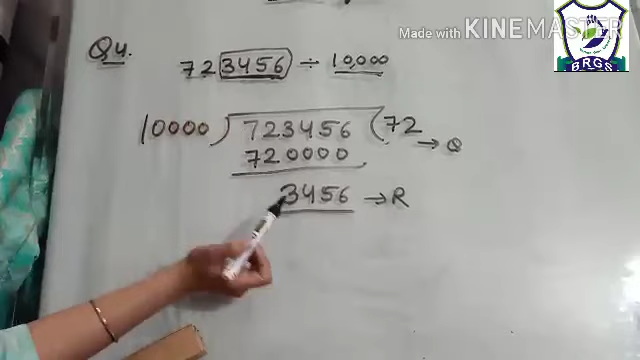 Made with KINEMASTER
BRGS
Q4. 723456 ÷ 10,000
10000) 723456 (72 → Q
720000
3456 → R